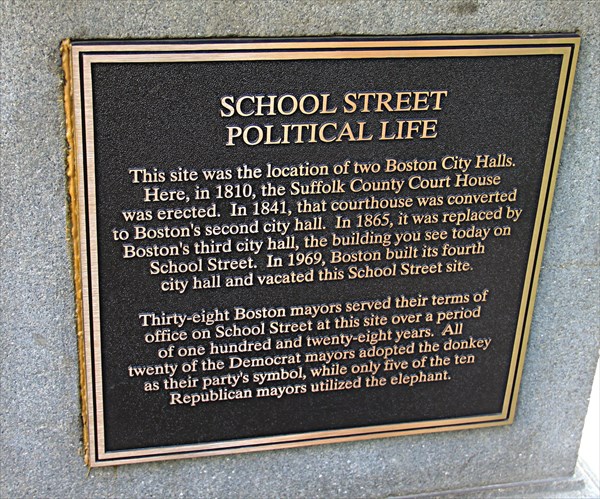 SCHOOL STREET
POLITICAL LIFE
This site was the location of two Boston City Halls.
Here, in 1810, the Suffolk County Court House
was erected. In 1841, that courthouse was converted
to Boston's second city hall. In 1865, it was replaced by
Boston's third city hall, the building you see today on
School Street. In 1969, Boston built its fourth
city hall and vacated this School Street site.
Thirty-eight Boston mayors served their terms of
office on School Street at this site over a period
of one hundred and twenty-eight years. All
twenty of the Democrat mayors adopted the donkey
as their party's symbol, while only five of the ten
Republican mayors utilized the elephant.